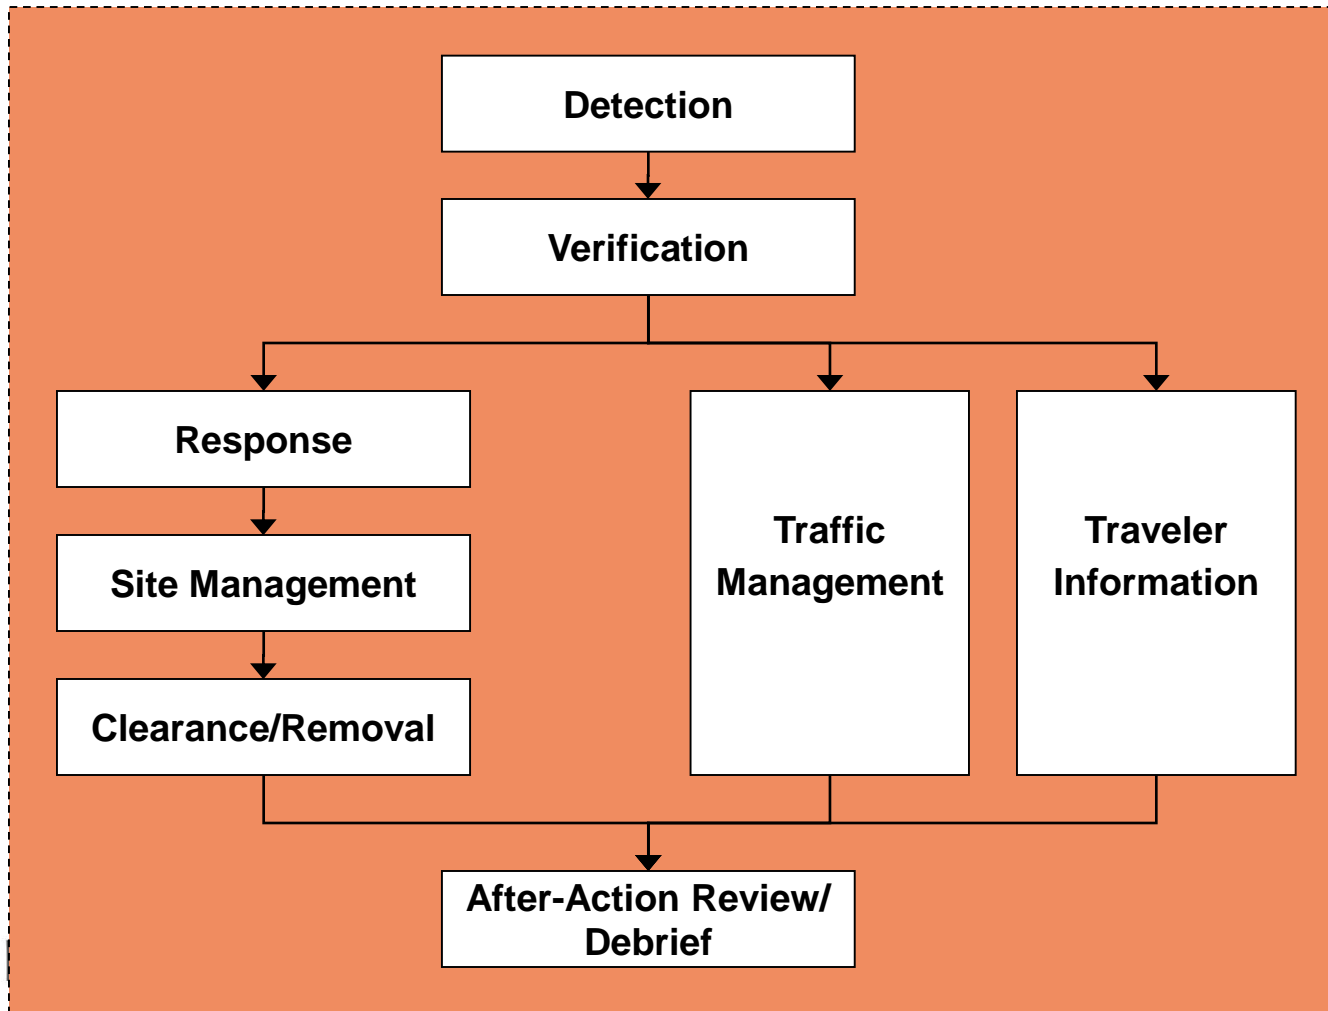 Detection
Verification
Response
Site Management
Clearance/Removal
Traffic
Management
Traveler
Information
After-Action Review/
Debrief